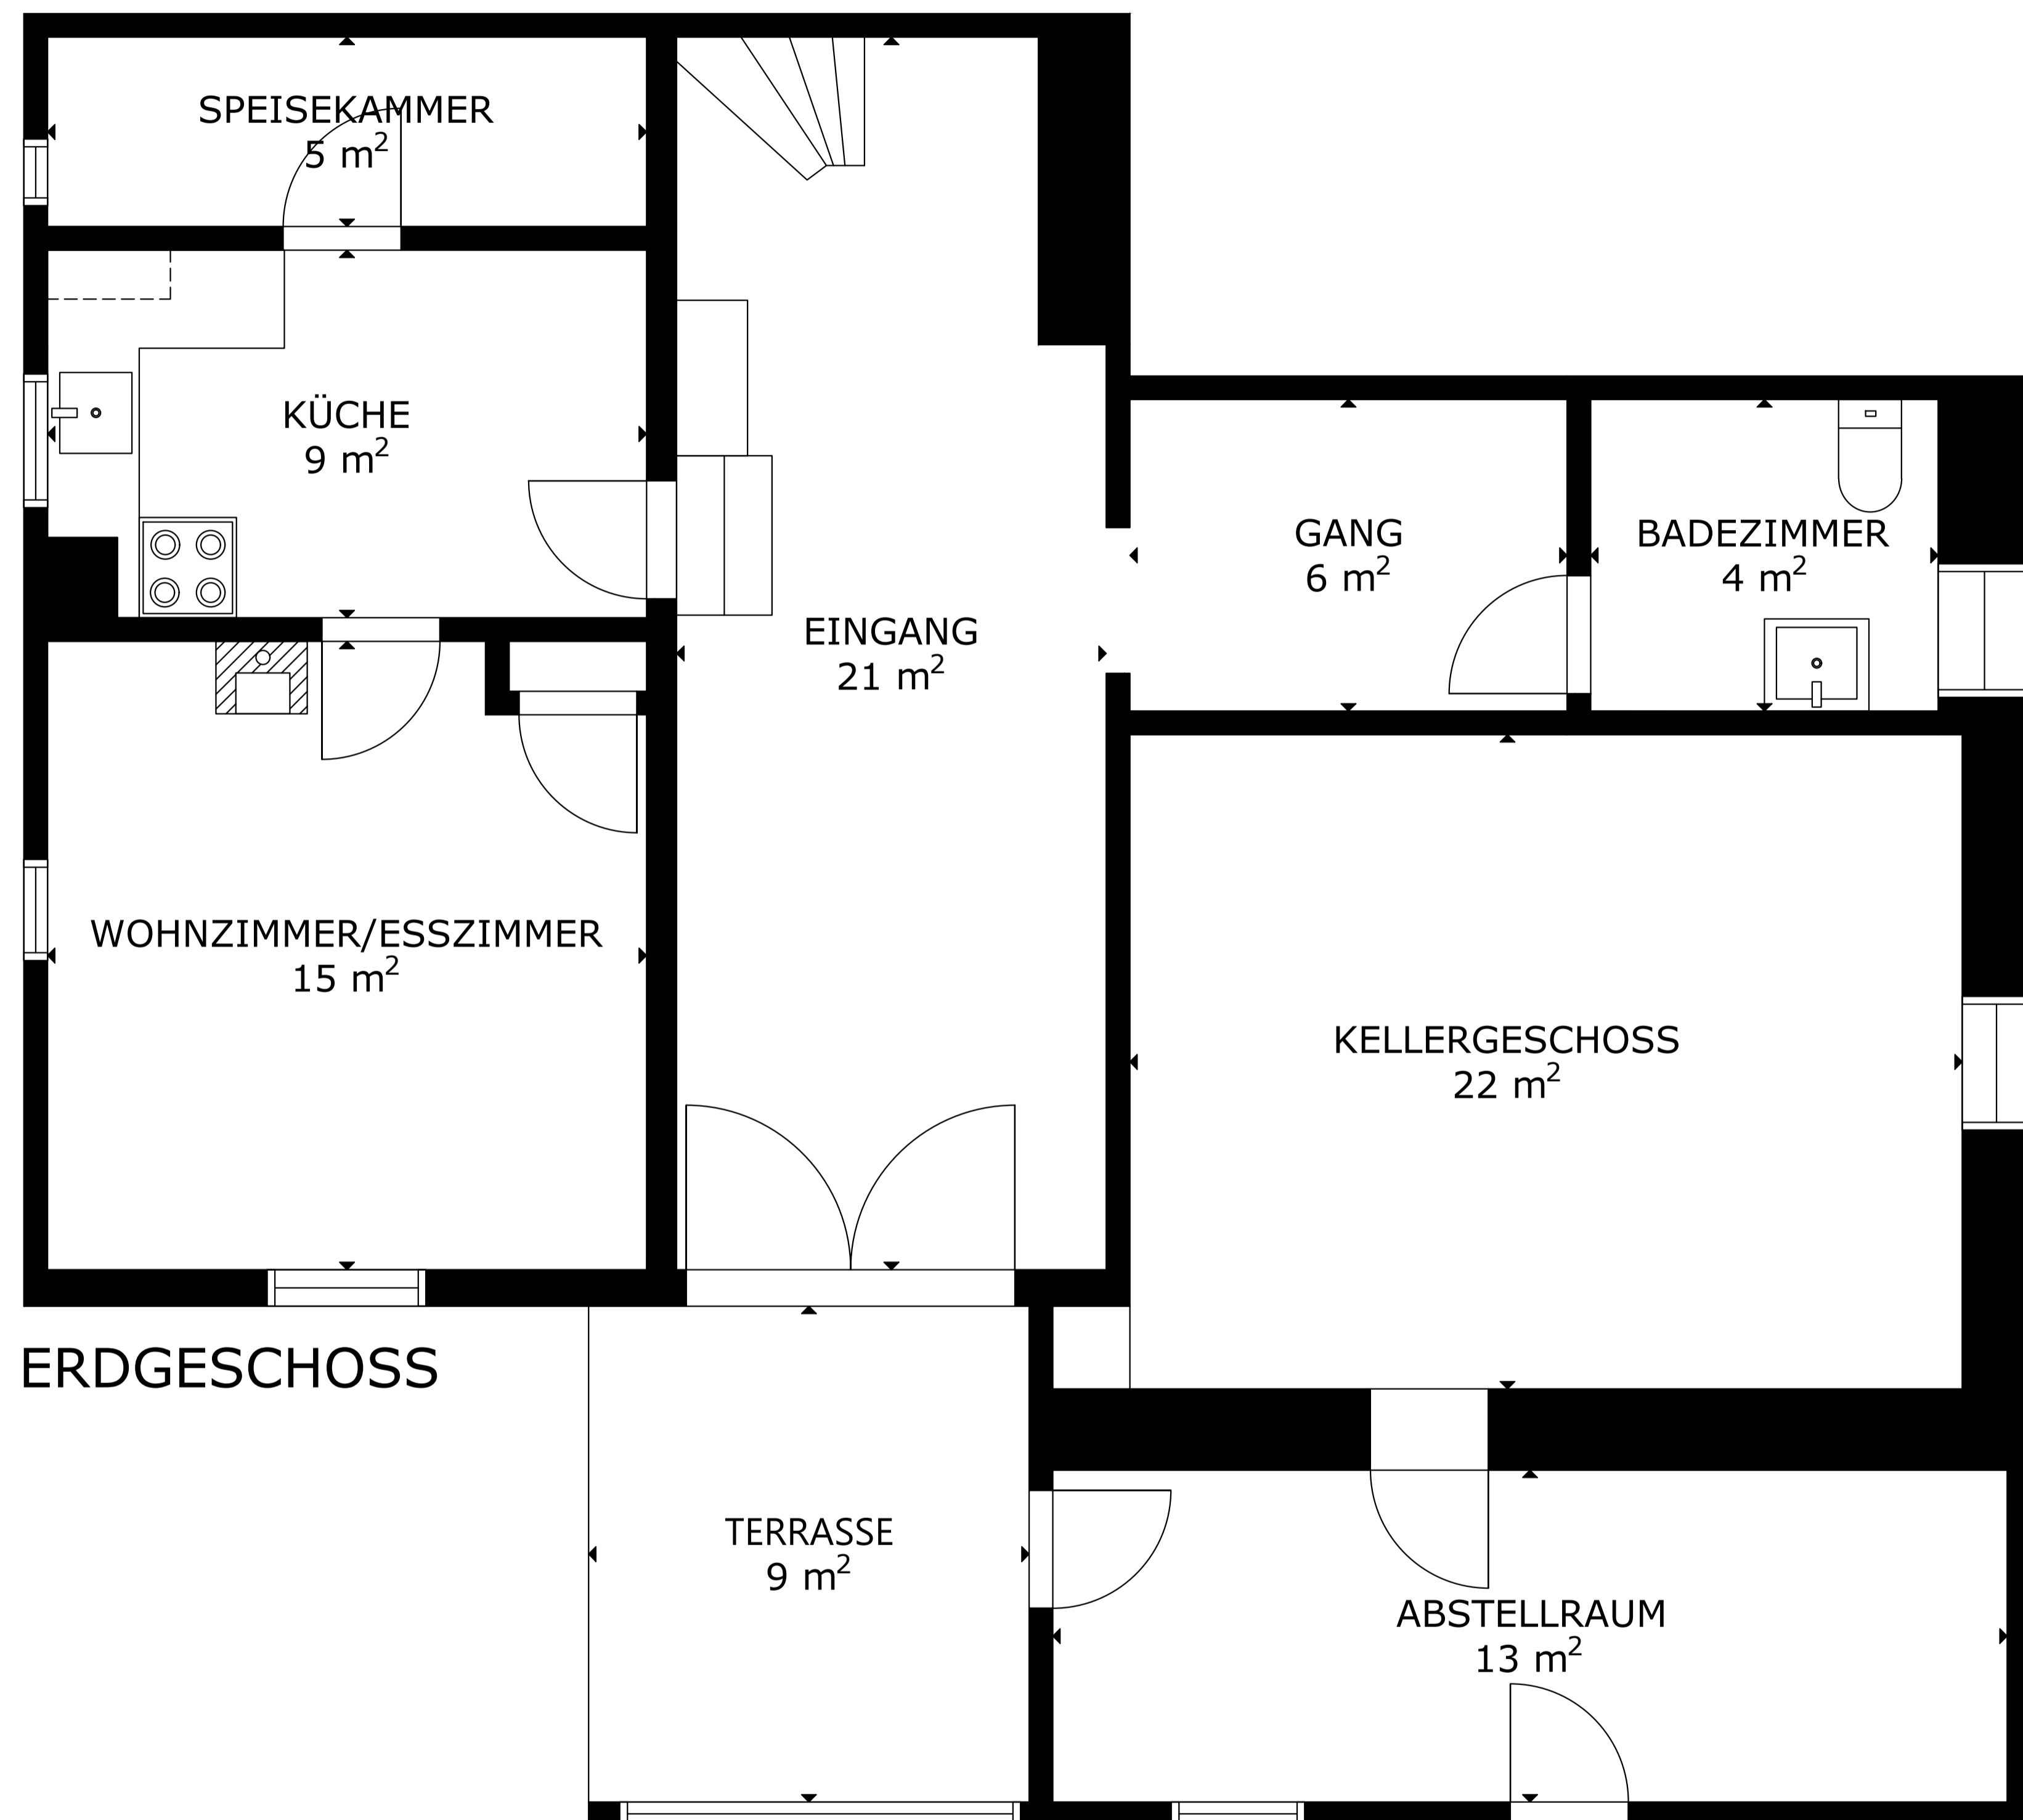 SPEISEKAMMER
5 m²
KÜCHE
9 m²
GANG
6 m²
BADEZIMMER
4 m²
EINGANG
21 m²
WOHNZIMMER/ESSZIMMER
15 m²
KELLERGESCHOSS
22 m²
ERDGESCHOSS
TERRASSE
9 m²
ABSTELLRAUM
13 m²